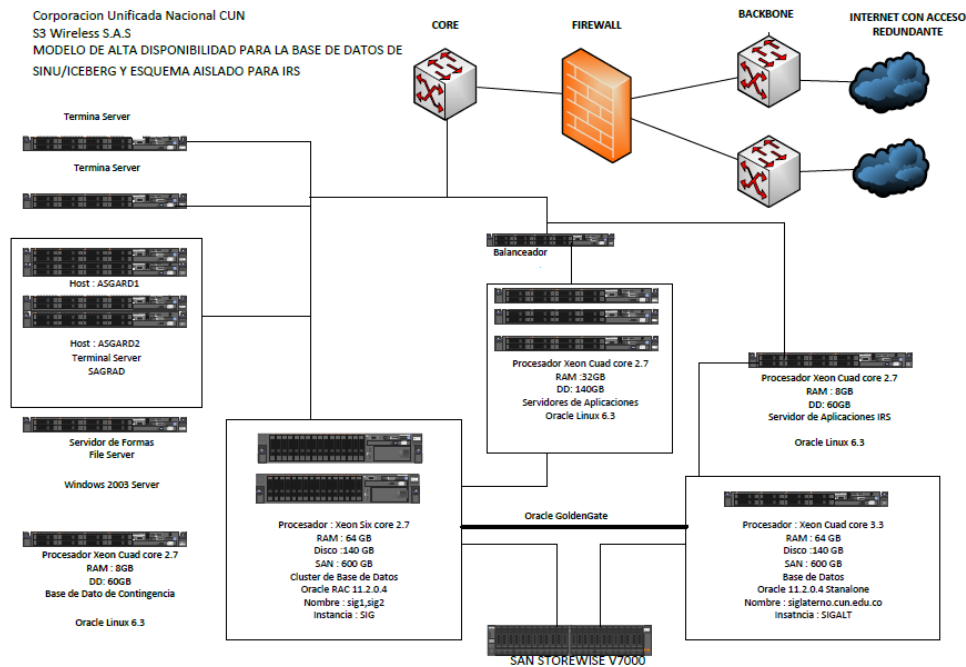 Corporacion Unificada Nacional CUN
S3 Wireless S.A.S
MODELO DE ALTA DISPONIBILIDAD PARA LA BASE DE DATOS DE
SINU/ICEBERG Y ESQUEMA AISLADO PARA IRS
CORE
FIREWALL
BACKBONE
INTERNET CON ACCESO
REDUNDANTE
Termina Server
Termina Server
Host : ASGARD1
Host : ASGARD2
Terminal Server
SAGRAD
Servidor de Formas
File Server
Windows 2003 Server
Procesador Xeon Cuad core 2.7
RAM : 8GB
DD: 60GB
Base de Dato de Contingencia
Oracle Linux 6.3
Balanceador
Procesador Xeon Cuad core 2.7
RAM :32GB
DD: 140GB
Servidores de Aplicaciones
Oracle Linux 6.3
Procesador Xeon Cuad core 2.7
RAM : 8GB
DD: 60GB
Servidor de Aplicaciones IRS
Oracle Linux 6.3
Procesador : Xeon Six core 2.7
RAM : 64 GB
Disco :140 GB
SAN : 600 GB
Cluster de Base de Datos
Oracle RAC 11.2.0.4
Nombre : sig1,sig2
Instancia : SIG
Oracle GoldenGate
Procesador : Xeon Cuad core 3.3
RAM : 64 GB
Disco :140 GB
SAN : 600 GB
Base de Datos
Oracle 11.2.0.4 Stanalone
Nombre : siglaterno.cun.edu.co
Insatncia : SIGALT
SAN STOREWISE V7000